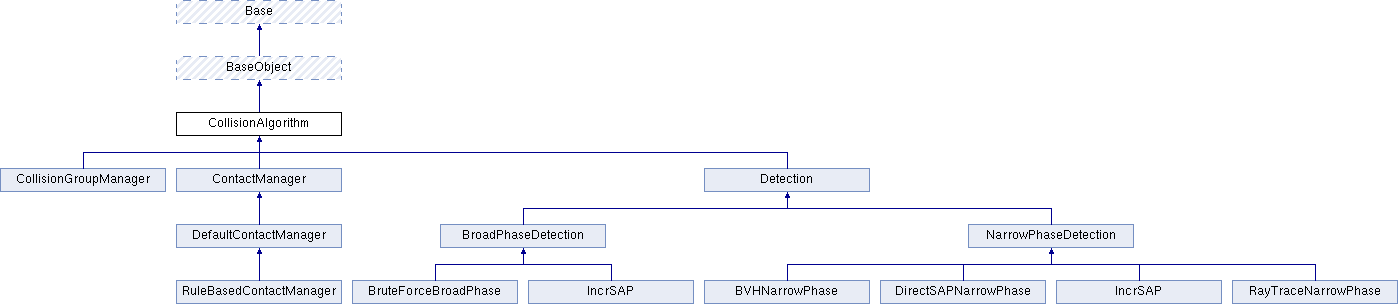 Base
BaseObject
CollisionAlgorithm
CollisionGroupManager
ContactManager
Detection
DefaultContactManager
BroadPhaseDetection
NarrowPhaseDetection
RuleBasedContactManager
BruteForceBroadPhase
IncrSAP
BVHNarrowPhase
DirectSAPNarrowPhase
IncrSAP
RayTraceNarrowPhase